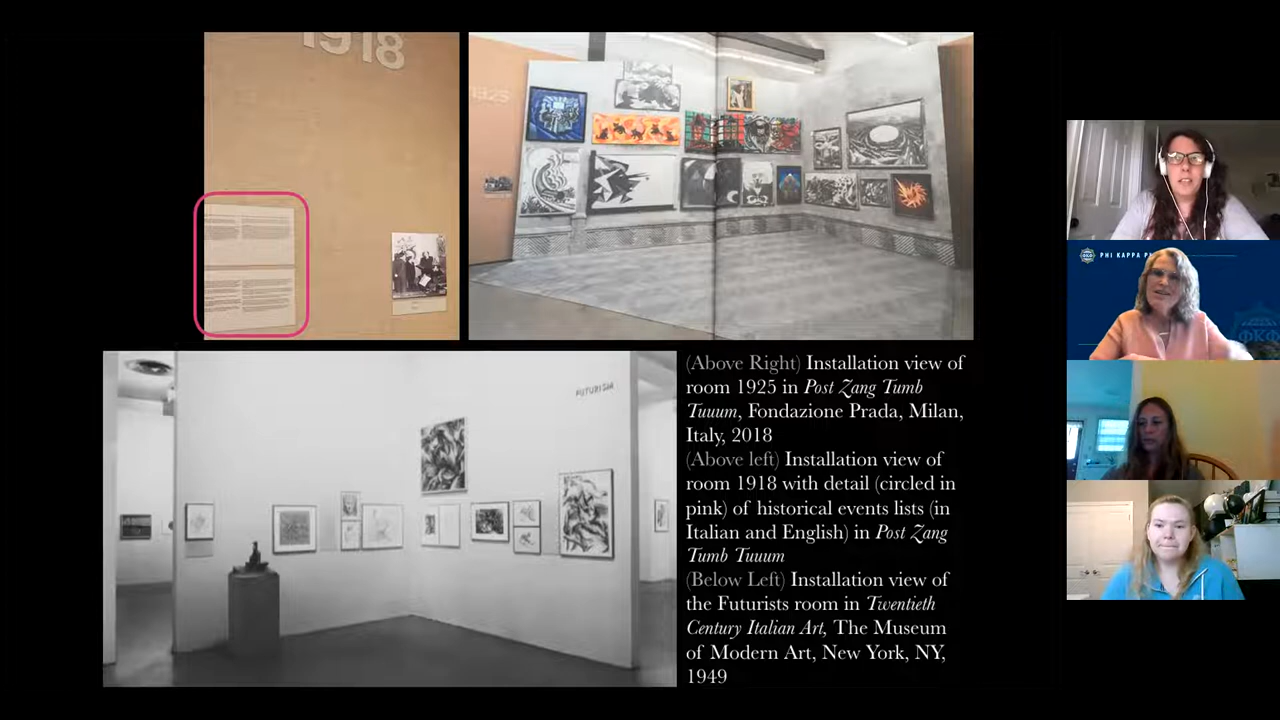 1918
1925
FUTURISM
(Above Right) Installation view of
room 1925 in Post Zang Tumb
Tuuum, Fondazione Prada, Milan,
Italy, 2018
(Above left) Installation view of
room 1918 with detail (circled in
pink) of historical events lists (in
Italian and English) in Post Zang
Tumb Tuuum
(Below Left) Installation view of
the Futurists room in Twentieth
Century Italian Art, The Museum
of Modern Art, New York, NY,
1949
PHI KAPPA
ΦΚΦ